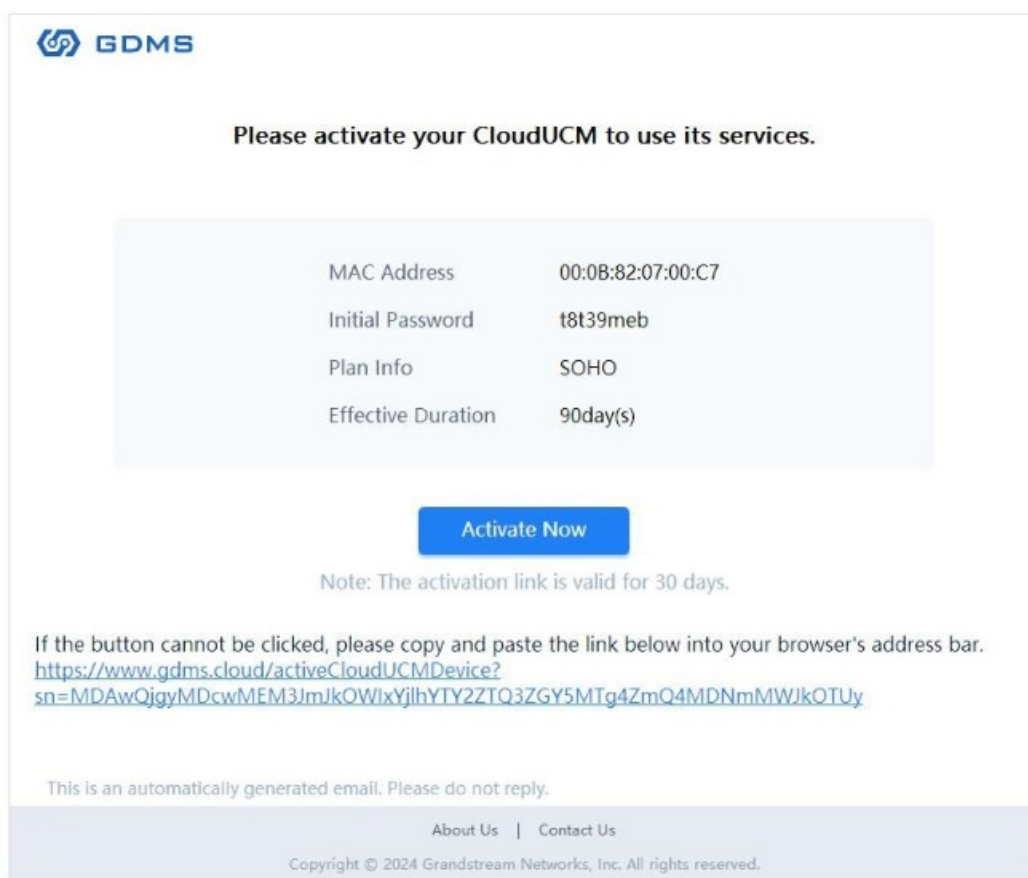 GDMS
Please activate your CloudUCM to use its services.
MAC Address 00:0B:82:07:00:C7
Initial Password t8t39meb
Plan Info SOHO
Effective Duration 90day(s)
Activate Now
Note: The activation link is valid for 30 days.
If the button cannot be clicked, please copy and paste the link below into your browser's address bar.
https://www.gdms.cloud/activeCloudUCMDevice?
sn=MDAwQjgyMDcwMEM3JmJkOWIxYjlhYTY2ZTQ3ZGY5MTg4ZmQ4MDNmMWJkOTUy
This is an automatically generated email. Please do not reply.
About Us | Contact Us
Copyright © 2024 Grandstream Networks, Inc. All rights reserved.